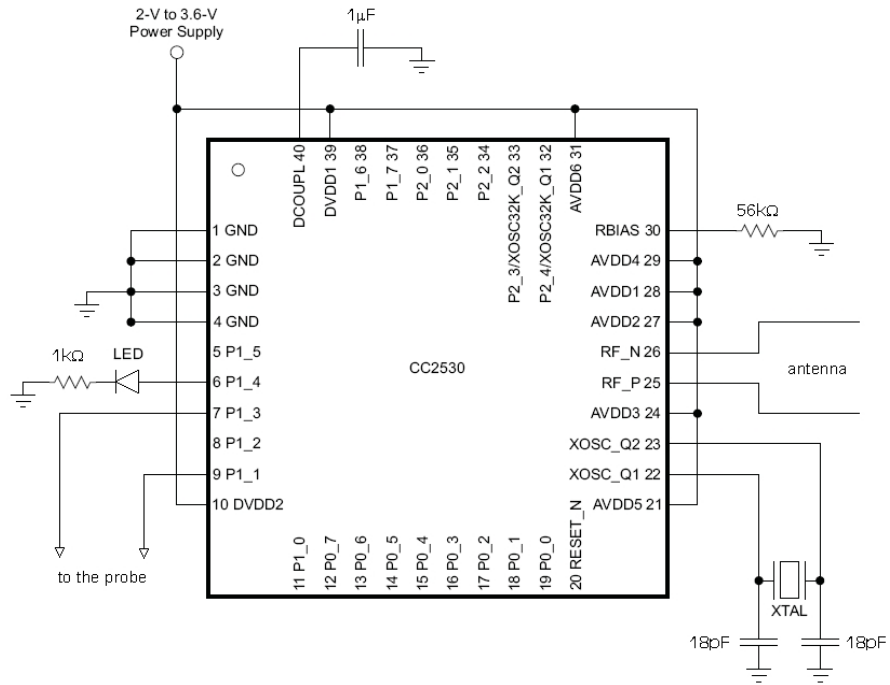 2-V to 3.6-V
Power Supply
1µF
DCOUPL 40
DVDD1 39
P1_6 38
P1_7 37
P2_0 36
P2_1 35
P2_2 34
P2_3/XOSC32K_Q2 33
P2_4/XOSC32K_Q1 32
AVDD6 31
1 GND
2 GND
3 GND
4 GND
5 P1_5
6 P1_4
7 P1_3
8 P1_2
9 P1_1
10 DVDD2
1kΩ
LED
to the probe
CC2530
RBIAS 30
AVDD4 29
AVDD1 28
AVDD2 27
RF_N 26
RF_P 25
AVDD3 24
XOSC_Q2 23
XOSC_Q1 22
AVDD5 21
56kΩ
antenna
11 P1_0
12 P0_7
13 P0_6
14 P0_5
15 P0_4
16 P0_3
17 P0_2
18 P0_1
19 P0_0
20 RESET_N
XTAL
18pF
18pF